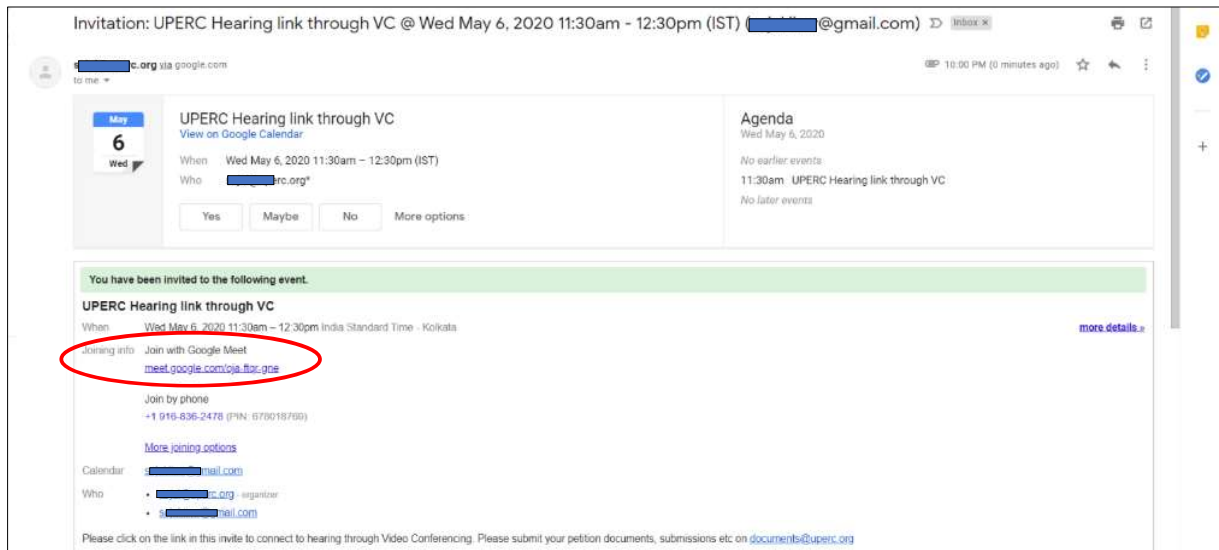 Invitation: UPERC Hearing link through VC @ Wed May 6, 2020 11:30am - 12:30pm (IST) ( @gmail.com) Inbox ×
c.org via google.com
10:00 PM (0 minutes ago)
to me
May
6
Wed
UPERC Hearing link through VC
View on Google Calendar
When Wed May 6, 2020 11:30am – 12:30pm (IST)
Who erc.org*
Yes Maybe No More options
Agenda
Wed May 6, 2020
No earlier events
11:30am UPERC Hearing link through VC
No later events
You have been invited to the following event.
UPERC Hearing link through VC
When Wed May 6, 2020 11:30am – 12:30pm India Standard Time - Kolkata
more details »
Joining info Join with Google Meet
meet.google.com/oja-ftor-gne
Join by phone
+1 916-836-2478 (PIN: 678018769)
More joining options
Calendar s mail.com
Who • rc.org - organizer
• s mail.com
Please click on the link in this invite to connect to hearing through Video Conferencing. Please submit your petition documents, submissions etc on documents@uperc.org